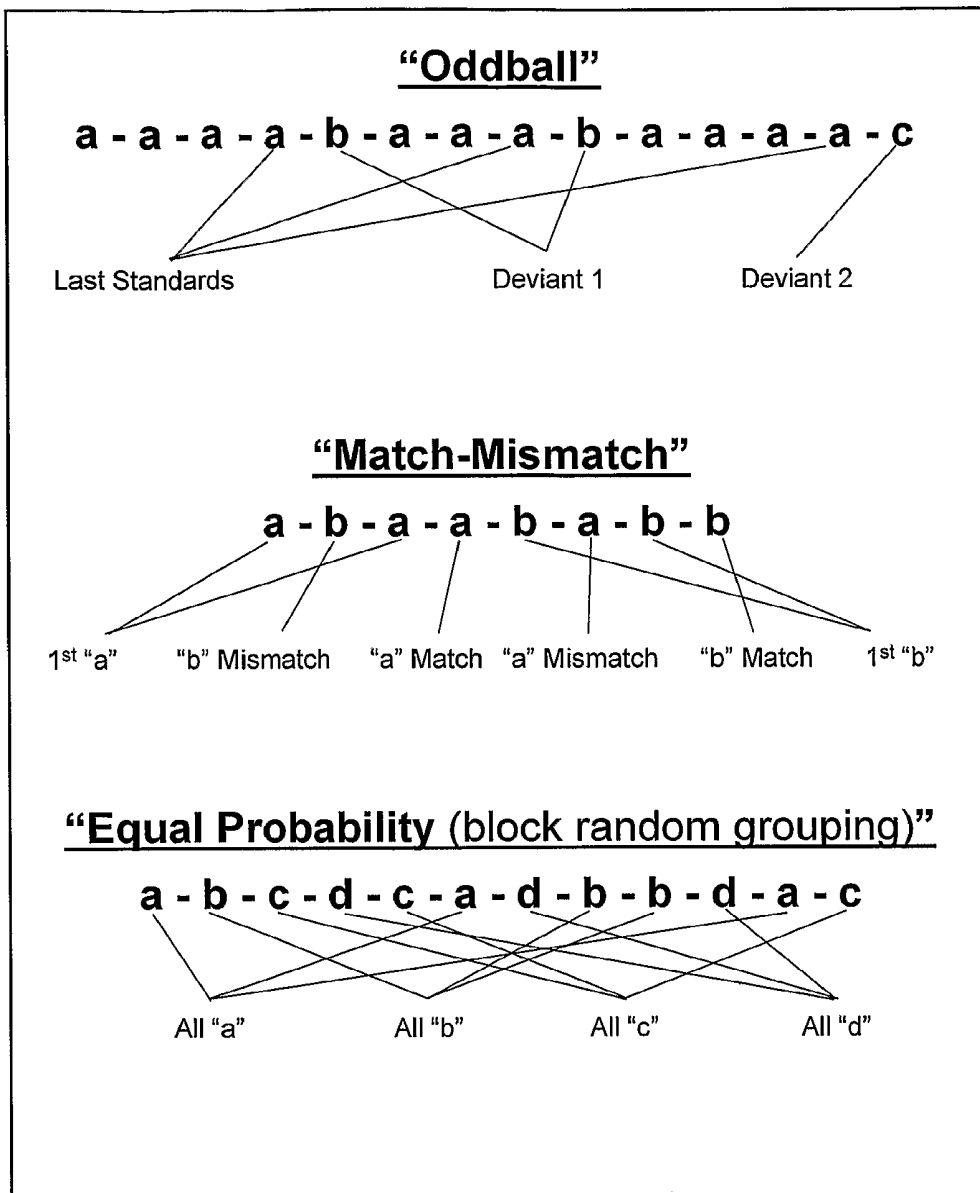 “Oddball”
a - a - a - a - b - a - a - a - b - a - a - a - a - c
Last Standards Deviant 1 Deviant 2
“Match-Mismatch”
a - b - a - a - b - a - b - b
1st “a” “b” Mismatch “a” Match “a” Mismatch “b” Match 1st “b”
“Equal Probability (block random grouping)”
a - b - c - d - c - a - d - b - b - d - a - c
All “a” All “b” All “c” All “d”